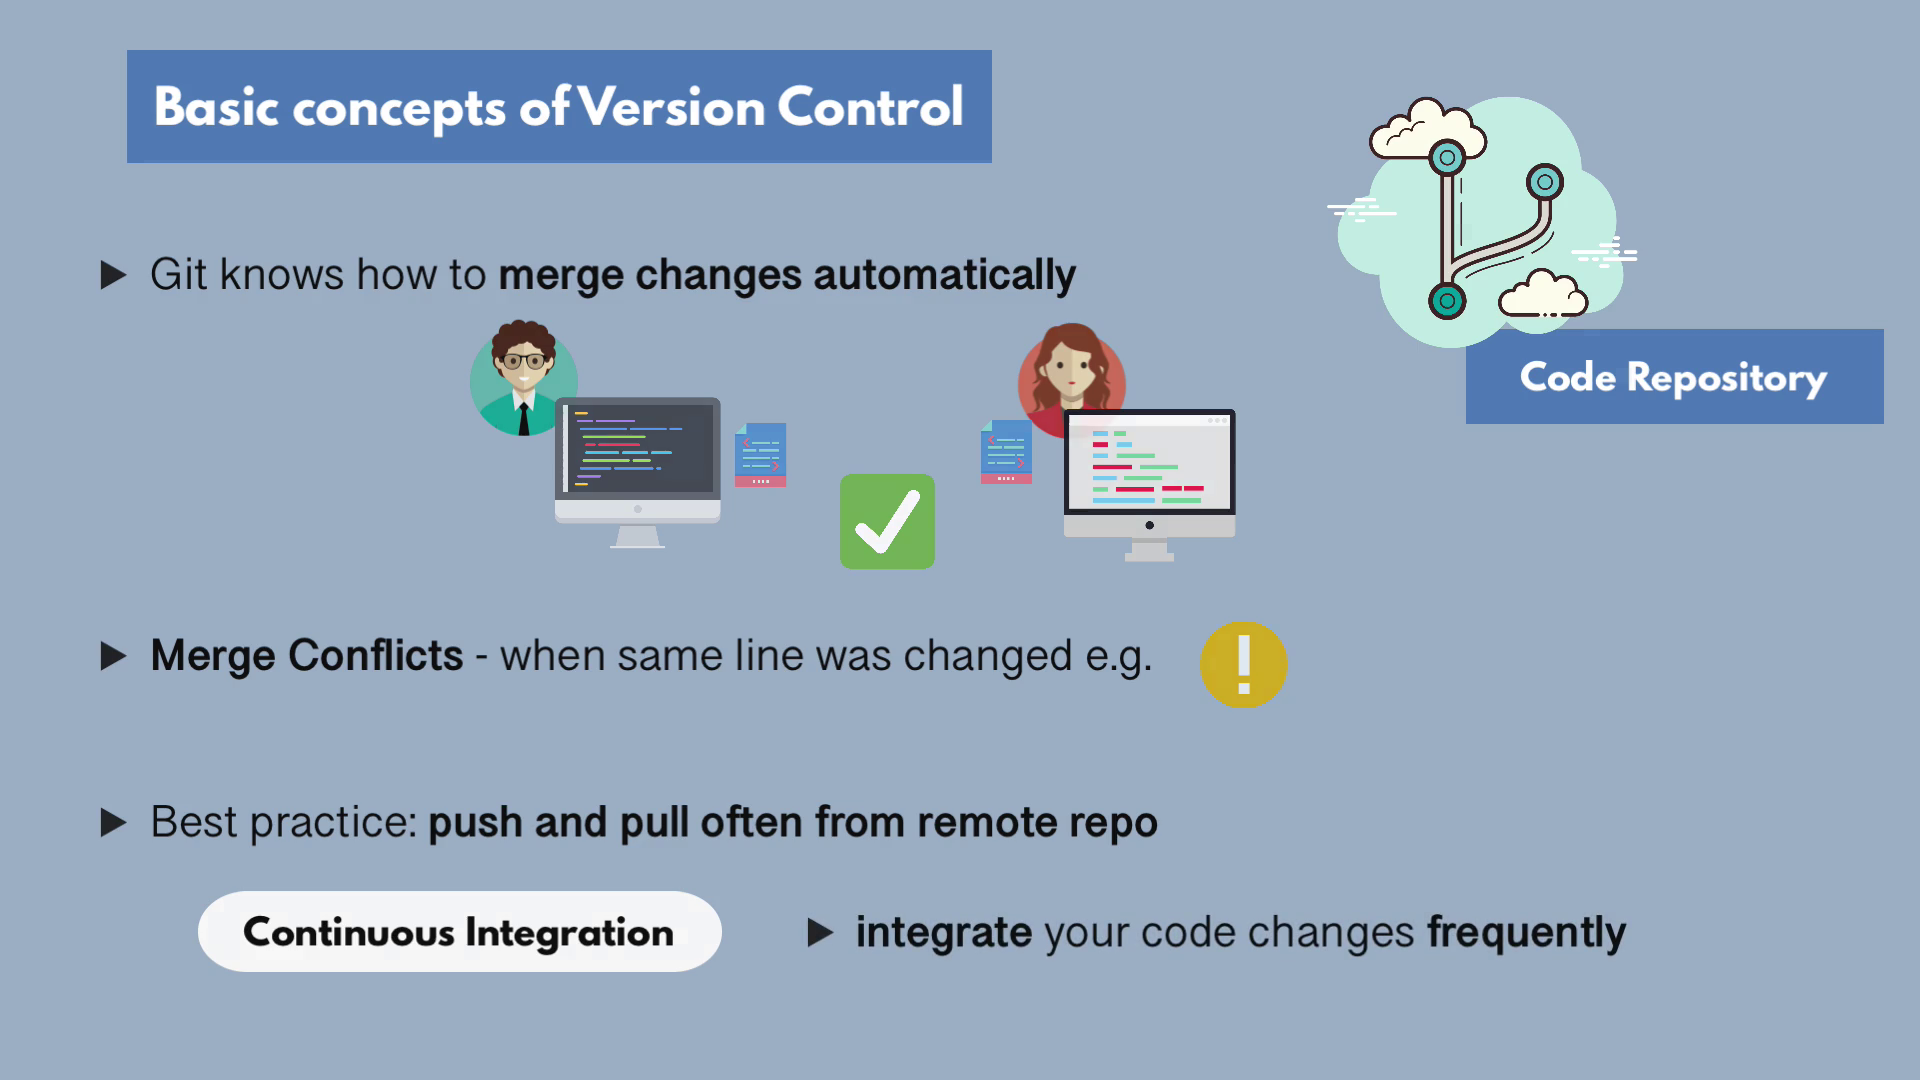 Basic concepts of Version Control
Git knows how to merge changes automatically
Code Repository
Merge Conflicts - when same line was changed e.g.
Best practice: push and pull often from remote repo
Continuous Integration
integrate your code changes frequently